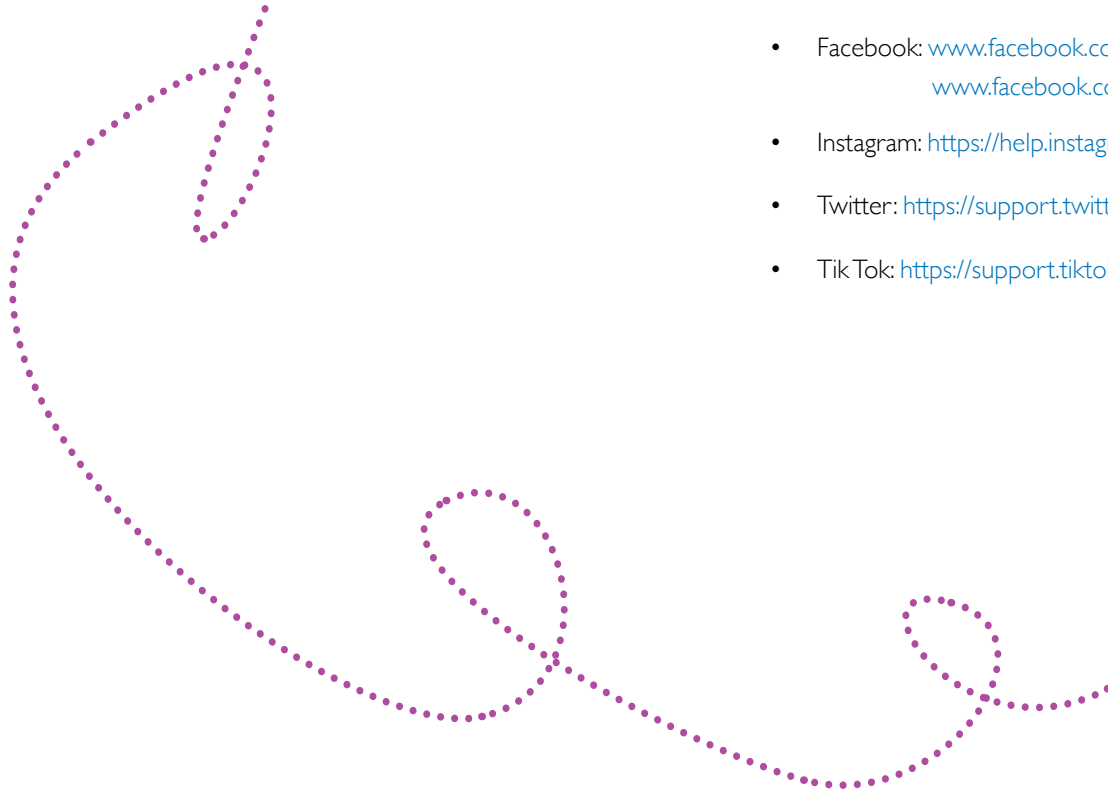 • Facebook: www.facebook.co
www.facebook.co
• Instagram: https://help.instag
• Twitter: https://support.twitt
• Tik Tok: https://support.tikto